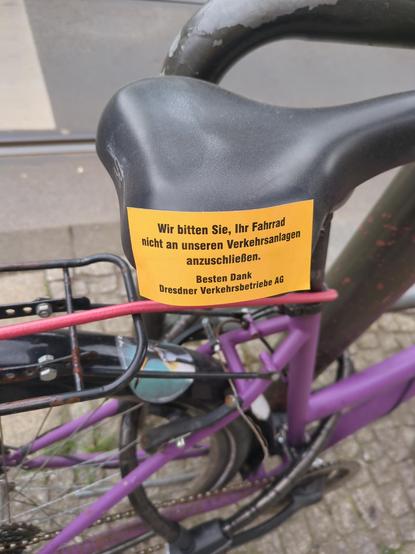 Wir bitten Sie, Ihr Fahrrad
nicht an unseren Verkehrsanlagen
anzuschließen.
Besten Dank
Dresdner Verkehrsbetriebe AG